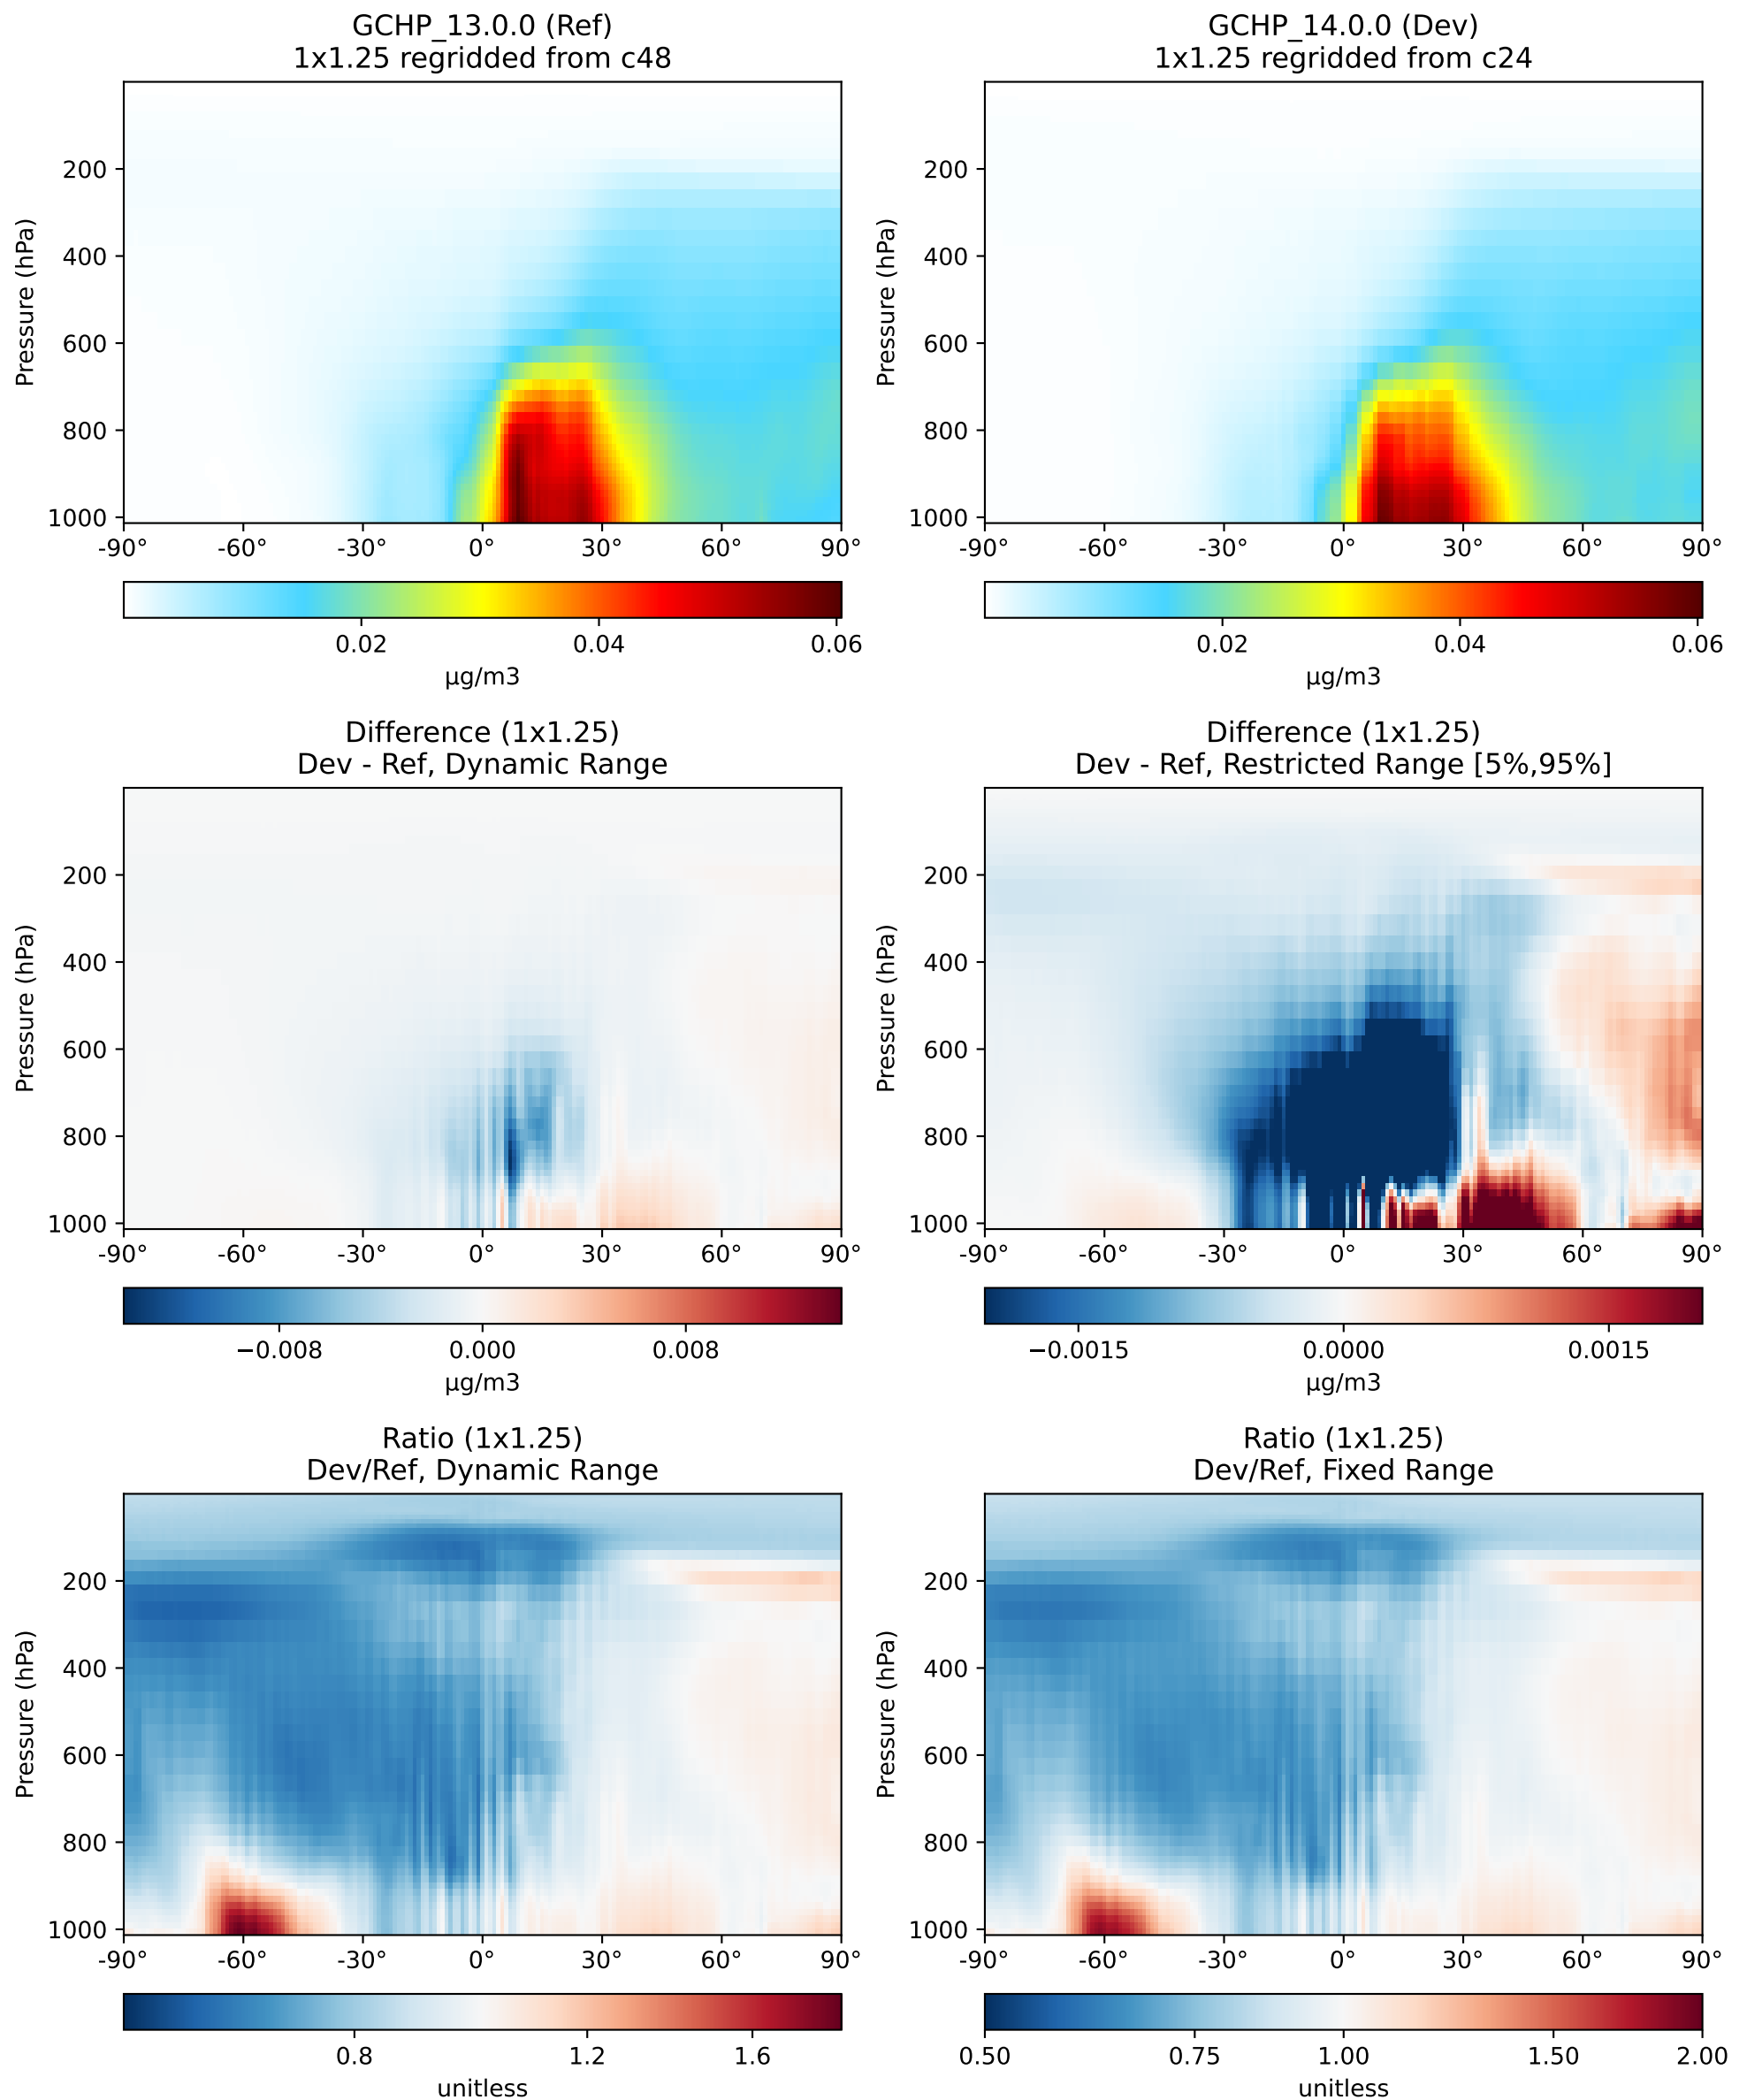 GCHP_13.0.0 (Ref)
1x1.25 regridded from c48
Pressure (hPa)
200
400
600
800
1000
-90° -60° -30° 0° 30° 60° 90°
0.02 0.04 0.06
μg/m3
GCHP_14.0.0 (Dev)
1x1.25 regridded from c24
Pressure (hPa)
200
400
600
800
1000
-90° -60° -30° 0° 30° 60° 90°
0.02 0.04 0.06
μg/m3
Difference (1x1.25)
Dev - Ref, Dynamic Range
Pressure (hPa)
200
400
600
800
1000
-90° -60° -30° 0° 30° 60° 90°
−0.008 0.000 0.008
μg/m3
Difference (1x1.25)
Dev - Ref, Restricted Range [5%,95%]
Pressure (hPa)
200
400
600
800
1000
-90° -60° -30° 0° 30° 60° 90°
−0.0015 0.0000 0.0015
μg/m3
Ratio (1x1.25)
Dev/Ref, Dynamic Range
Pressure (hPa)
200
400
600
800
1000
-90° -60° -30° 0° 30° 60° 90°
0.8 1.2 1.6
unitless
Ratio (1x1.25)
Dev/Ref, Fixed Range
Pressure (hPa)
200
400
600
800
1000
-90° -60° -30° 0° 30° 60° 90°
0.50 0.75 1.00 1.50 2.00
unitless